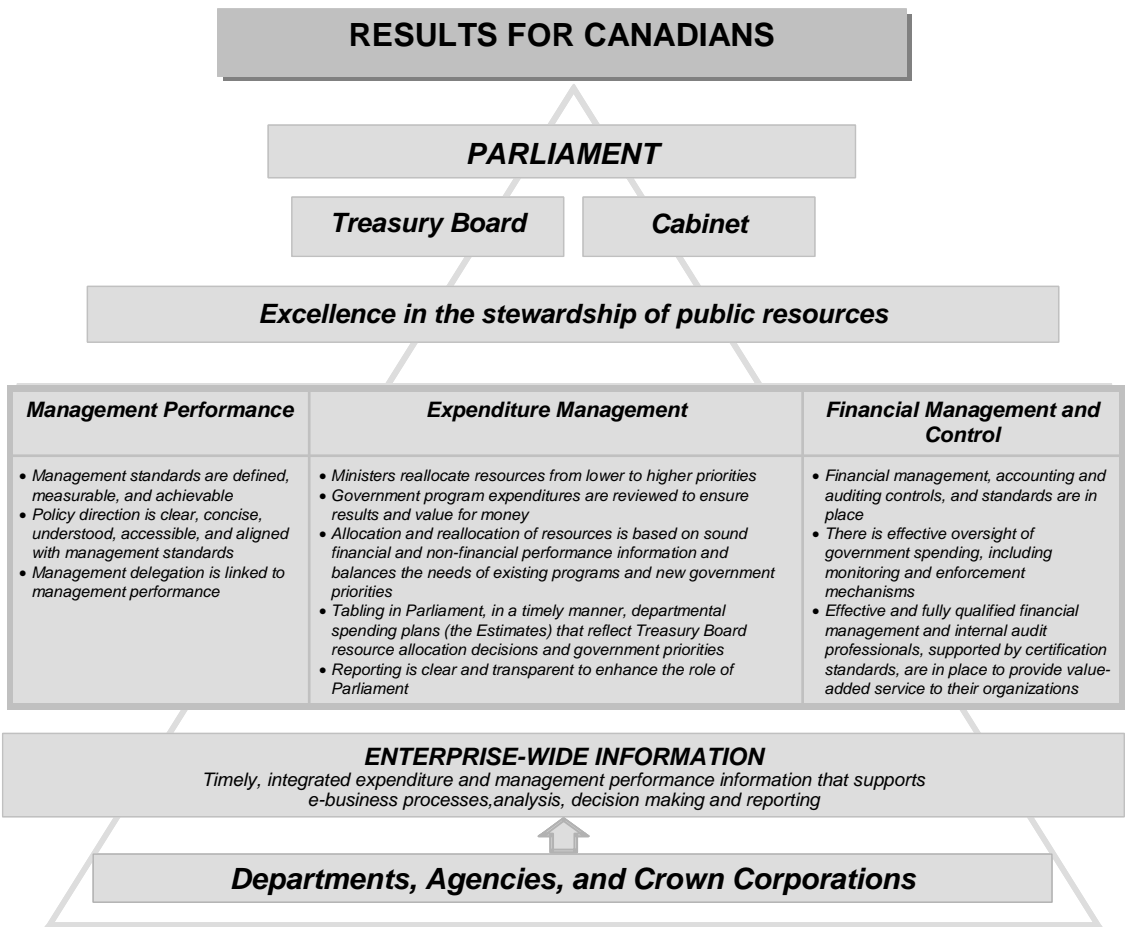 RESULTS FOR CANADIANS
PARLIAMENT
Treasury Board
Cabinet
Excellence in the stewardship of public resources
Management Performance
• Management standards are defined,
measurable, and achievable
• Policy direction is clear, concise,
understood, accessible, and aligned
with management standards
• Management delegation is linked to
management performance
Expenditure Management
• Ministers reallocate resources from lower to higher priorities
• Government program expenditures are reviewed to ensure
results and value for money
• Allocation and reallocation of resources is based on sound
financial and non-financial performance information and
balances the needs of existing programs and new government
priorities
• Tabling in Parliament, in a timely manner, departmental
spending plans (the Estimates) that reflect Treasury Board
resource allocation decisions and government priorities
• Reporting is clear and transparent to enhance the role of
Parliament
Financial Management and
Control
• Financial management, accounting and
auditing controls, and standards are in
place
• There is effective oversight of
government spending, including
monitoring and enforcement
mechanisms
• Effective and fully qualified financial
management and internal audit
professionals, supported by certification
standards, are in place to provide value-
added service to their organizations
ENTERPRISE-WIDE INFORMATION
Timely, integrated expenditure and management performance information that supports
e-business processes,analysis, decision making and reporting
Departments, Agencies, and Crown Corporations